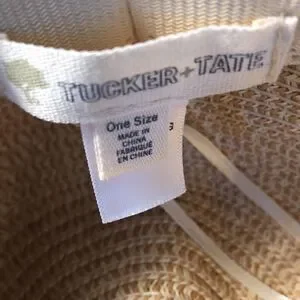 TUCKER + TATE
One Size
MADE IN
CHINA
FABRIQUÉ
EN CHINE